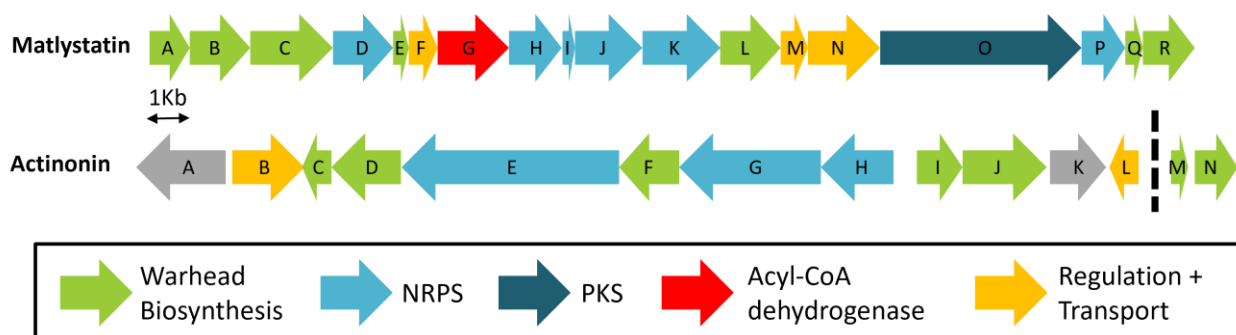 Matlystatin A B C D E F G H I J K L M N O P Q R
1Kb
Actinonin A B C D E F G H I J K L M N
Warhead Biosynthesis
NRPS
PKS
Acyl-CoA dehydrogenase
Regulation + Transport